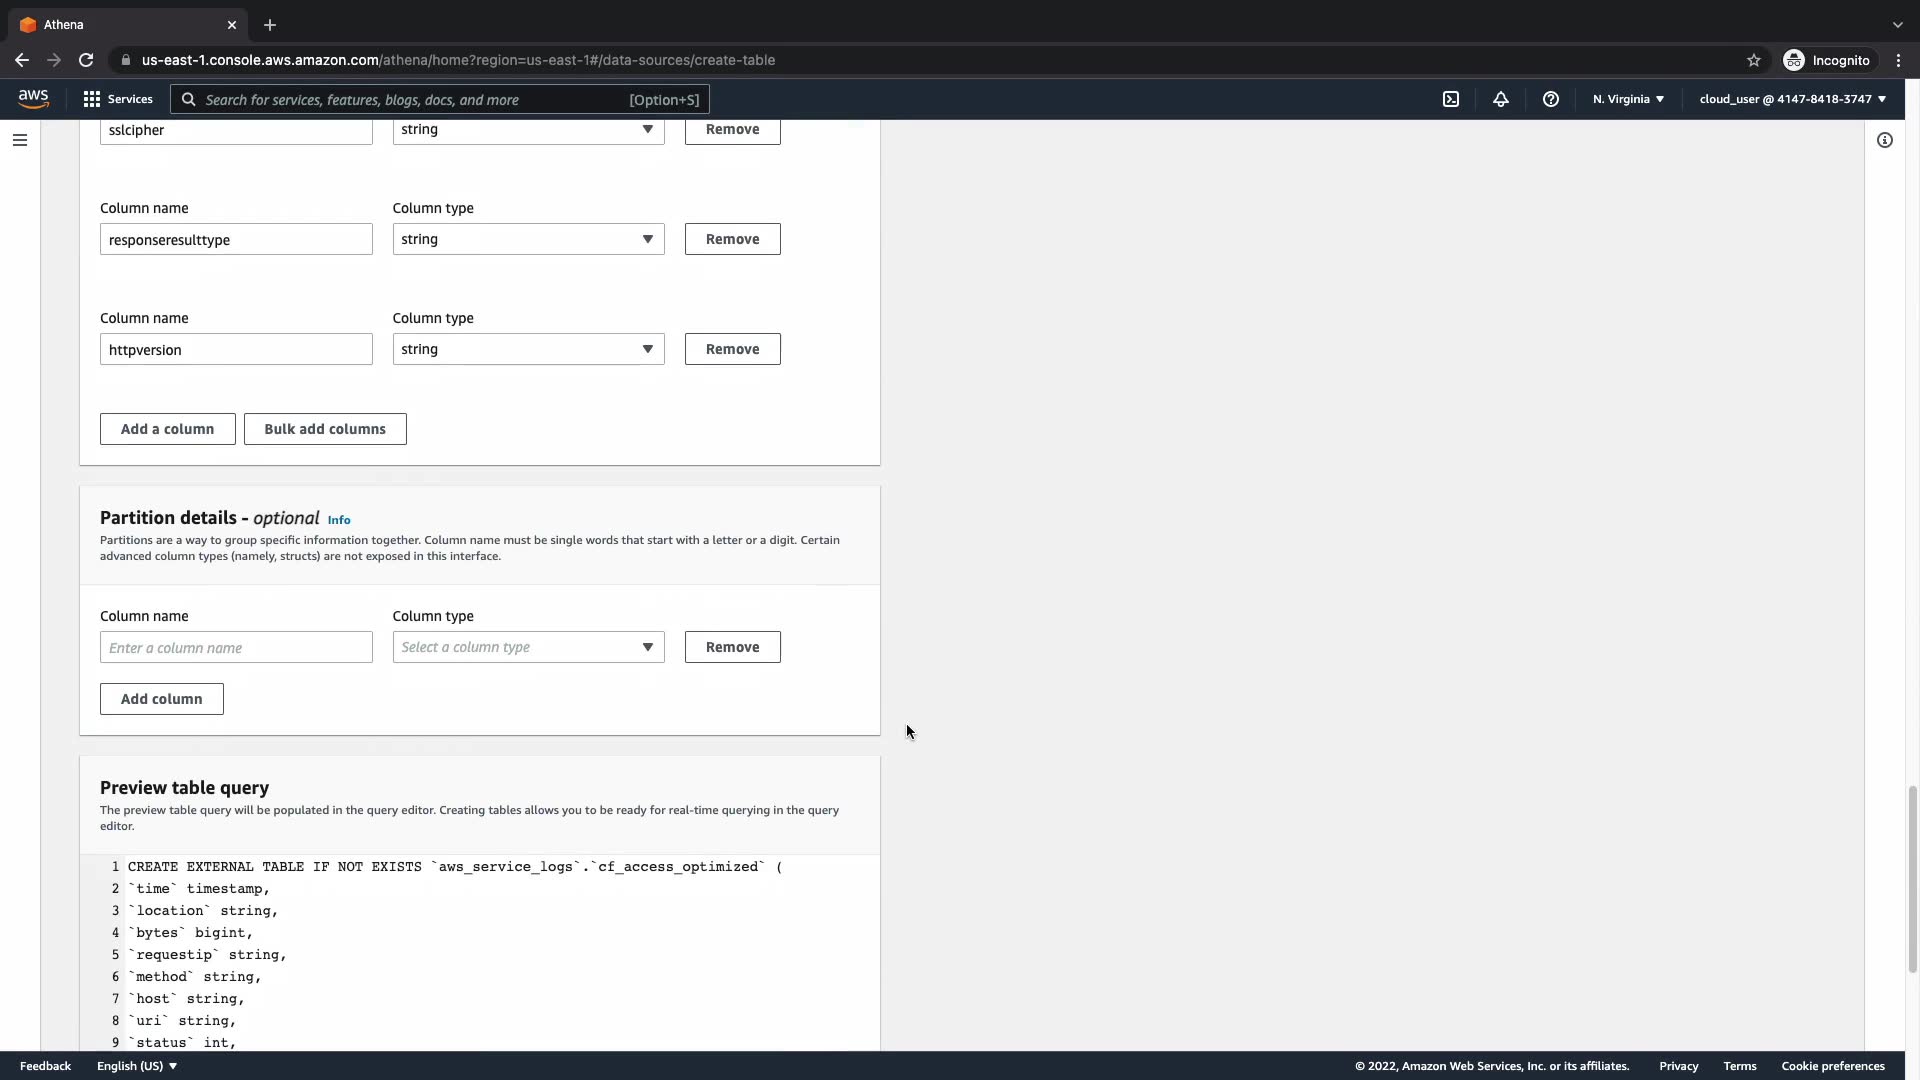 Athena
us-east-1.console.aws.amazon.com/athena/home?region=us-east-1#/data-sources/create-table
Incognito
aws
Services
Search for services, features, blogs, docs, and more
[Option+S]
N. Virginia
cloud_user @ 4147-8418-3747
sslcipher
string
Remove
Column name
Column type
responseresulttype
string
Remove
Column name
Column type
httpversion
string
Remove
Add a column
Bulk add columns
Partition details - optional Info
Partitions are a way to group specific information together. Column name must be single words that start with a letter or a digit. Certain
advanced column types (namely, structs) are not exposed in this interface.
Column name
Column type
Enter a column name
Select a column type
Remove
Add column
Preview table query
The preview table query will be populated in the query editor. Creating tables allows you to be ready for real-time querying in the query
editor.
1 CREATE EXTERNAL TABLE IF NOT EXISTS `aws_service_logs`.`cf_access_optimized` (
2 `time` timestamp,
3 `location` string,
4 `bytes` bigint,
5 `requestip` string,
6 `method` string,
7 `host` string,
8 `uri` string,
9 `status` int,
Feedback
English (US)
© 2022, Amazon Web Services, Inc. or its affiliates.
Privacy
Terms
Cookie preferences